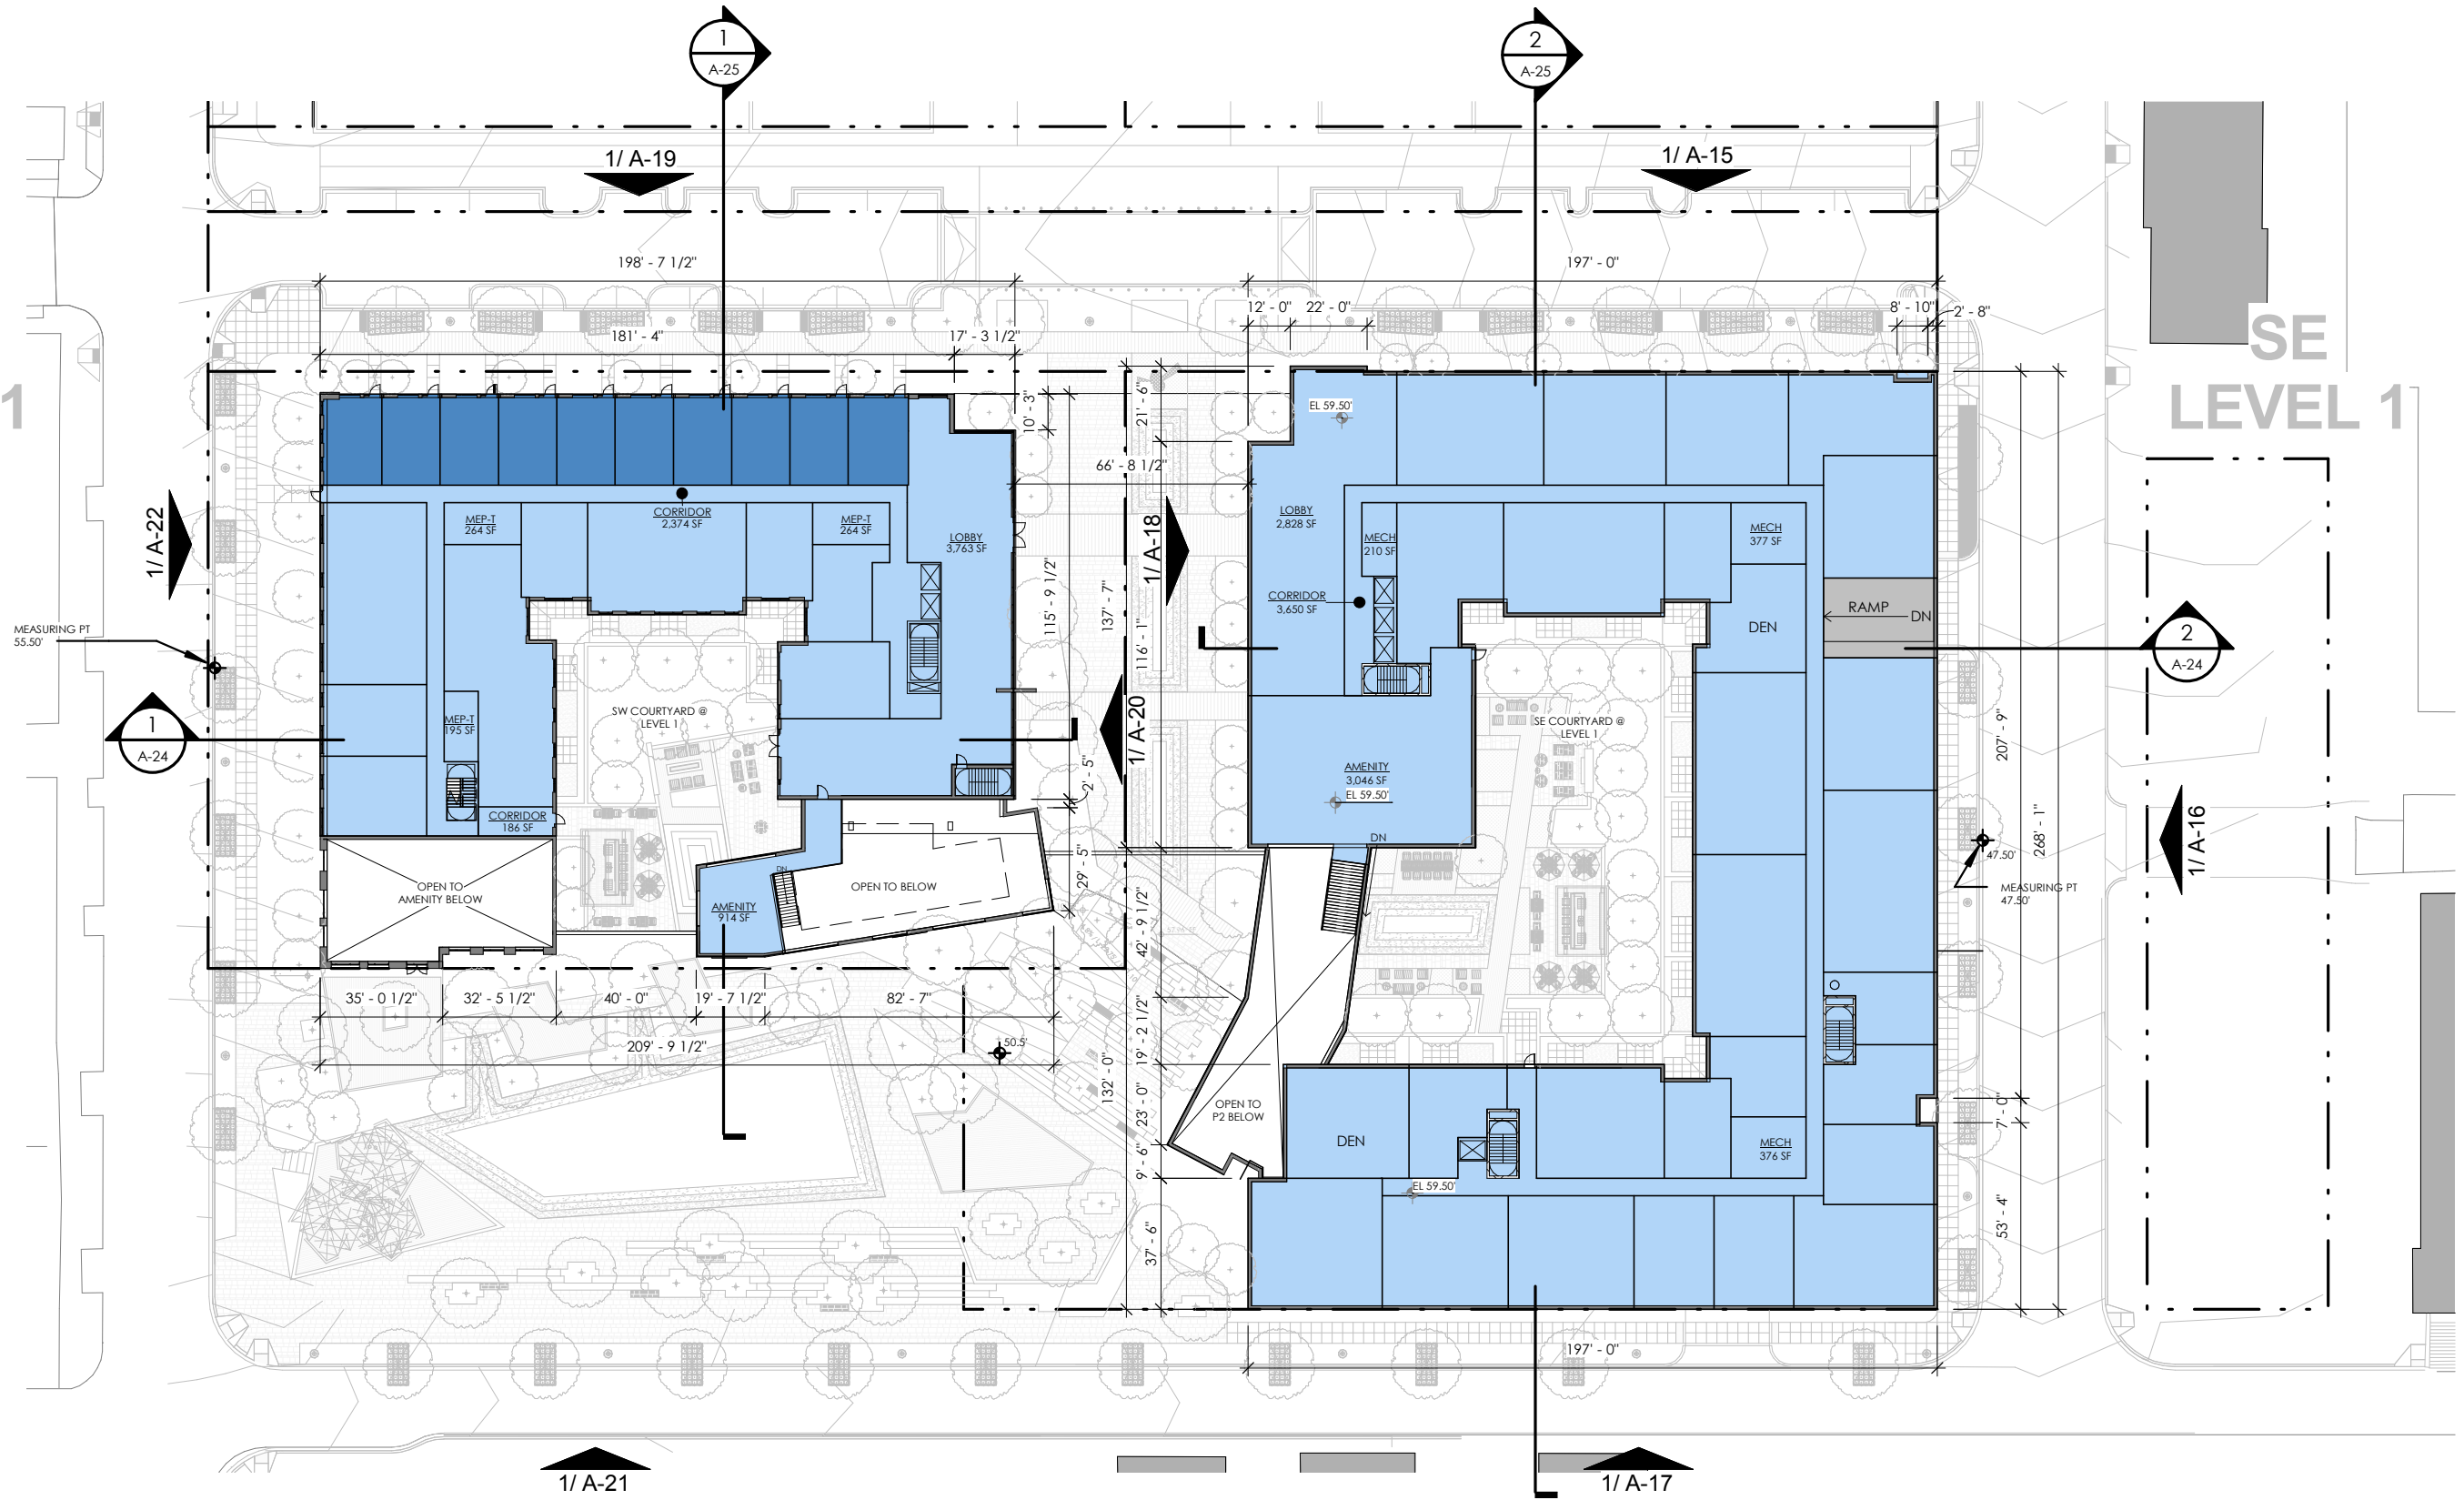 1
A-25
2
A-25
1/ A-19
1/ A-15
198' - 7 1/2"
197' - 0"
12' - 0"
22' - 0"
8' - 10"
2' - 8"
181' - 4"
17' - 3 1/2"
SE
LEVEL 1
1
10' - 3"
21' - 6"
EL 59.50'
66' - 8 1/2"
1/ A-22
MEP-T
264 SF
CORRIDOR
2,374 SF
MEP-T
264 SF
LOBBY
3,763 SF
1/ A-18
LOBBY
2,828 SF
MECH
210 SF
MECH
377 SF
115' - 9 1/2"
137' - 7"
116' - 1"
CORRIDOR
3,650 SF
RAMP
DN
DEN
MEASURING PT
55.50'
2
A-24
SW COURTYARD @
LEVEL 1
SE COURTYARD @
LEVEL 1
MEP-T
195 SF
1
A-24
1/ A-20
207' - 9"
268' - 1"
AMENITY
3,046 SF
EL 59.50'
2' - 5"
CORRIDOR
186 SF
DN
1/ A-16
47.50'
MEASURING PT
47.50'
OPEN TO
AMENITY BELOW
DN
OPEN TO BELOW
29' - 5"
AMENITY
914 SF
42' - 9 1/2"
35' - 0 1/2"
32' - 5 1/2"
40' - 0"
19' - 7 1/2"
82' - 7"
209' - 9 1/2"
50.5'
19' - 2 1/2"
132' - 0"
23' - 0"
OPEN TO
P2 BELOW
DEN
MECH
376 SF
7' - 0"
9' - 6"
EL 59.50'
37' - 6"
53' - 4"
197' - 0"
1/ A-21
1/ A-17